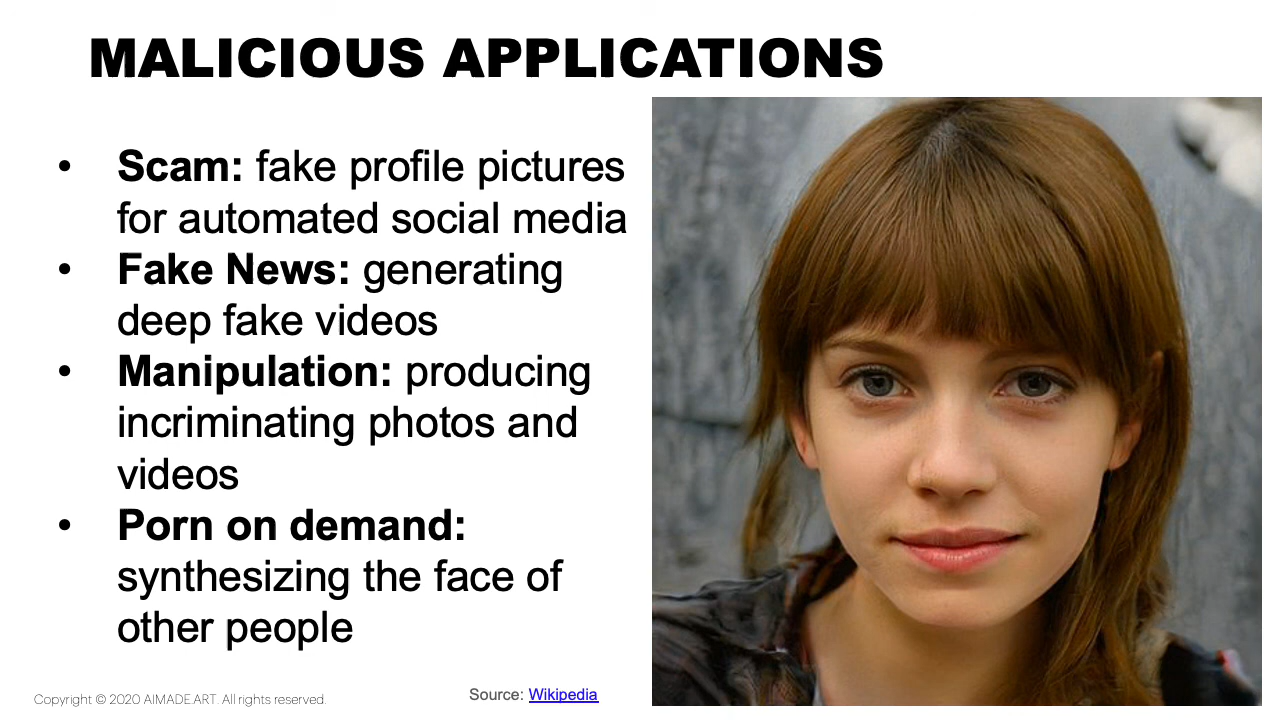 MALICIOUS APPLICATIONS
• Scam: fake profile pictures
for automated social media
• Fake News: generating
deep fake videos
• Manipulation: producing
incriminating photos and
videos
• Porn on demand:
synthesizing the face of
other people
Copyright © 2020 AIMADE.ART. All rights reserved.
Source: Wikipedia